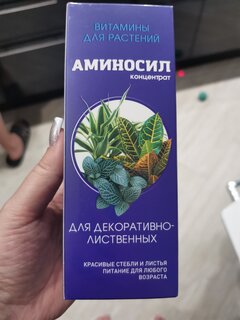 ВИТАМИНЫ
ДЛЯ РАСТЕНИЙ
АМИНОСИЛ
концентрат
ДЛЯ ДЕКОРАТИВНО-
ЛИСТВЕННЫХ
КРАСИВЫЕ СТЕБЛИ И ЛИСТЬЯ
ПИТАНИЕ ДЛЯ ЛЮБОГО
ВОЗРАСТА